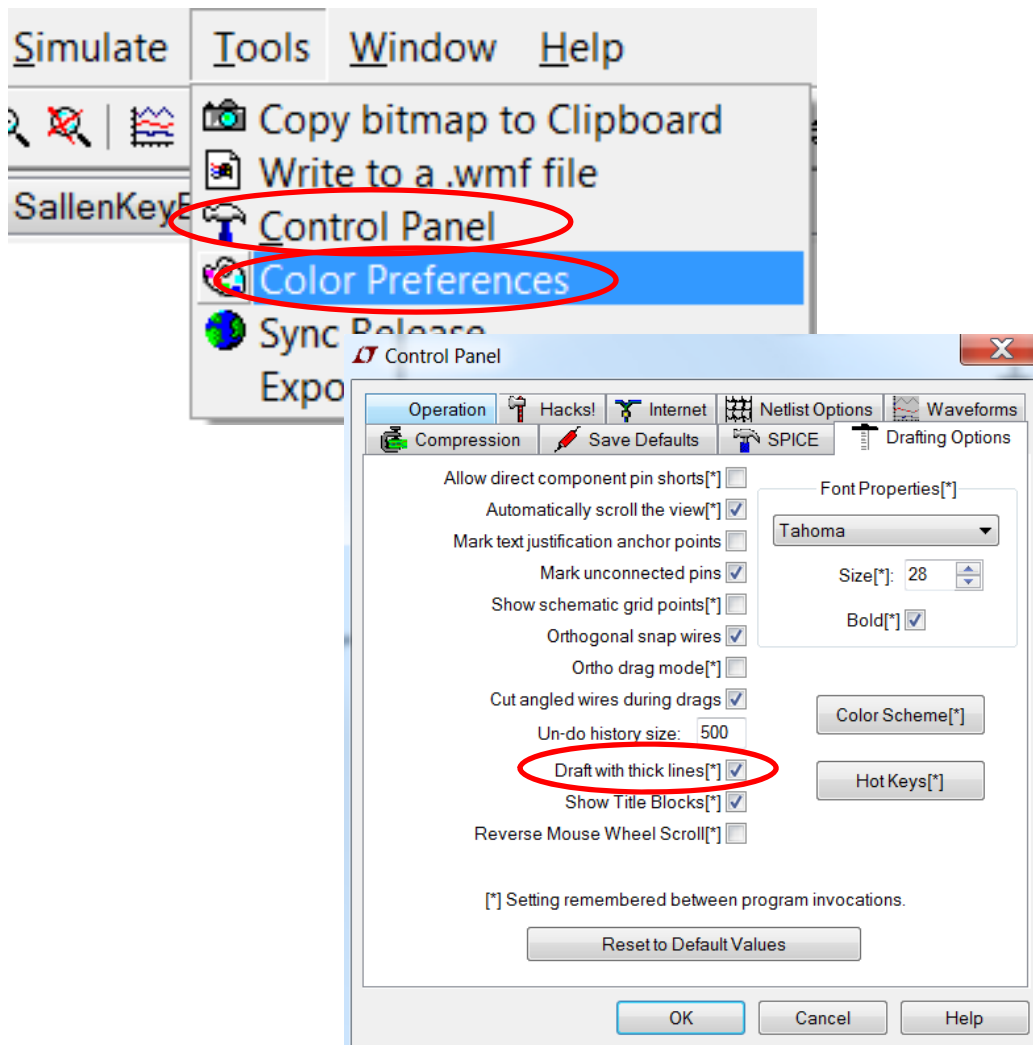 Simulate Tools Window Help
Copy bitmap to Clipboard
Write to a .wmf file
SallenKey
Control Panel
Color Preferences
Sync Release
Expo
Control Panel
Operation Hacks! Internet Netlist Options Waveforms
Compression Save Defaults SPICE Drafting Options
Allow direct component pin shorts[*]
Automatically scroll the view[*]
Mark text justification anchor points
Mark unconnected pins
Show schematic grid points[*]
Orthogonal snap wires
Ortho drag mode[*]
Cut angled wires during drags
Un-do history size: 500
Draft with thick lines[*]
Show Title Blocks[*]
Reverse Mouse Wheel Scroll[*]
Font Properties[*]
Tahoma
Size[*]: 28
Bold[*]
Color Scheme[*]
Hot Keys[*]
[*] Setting remembered between program invocations.
Reset to Default Values
OK Cancel Help